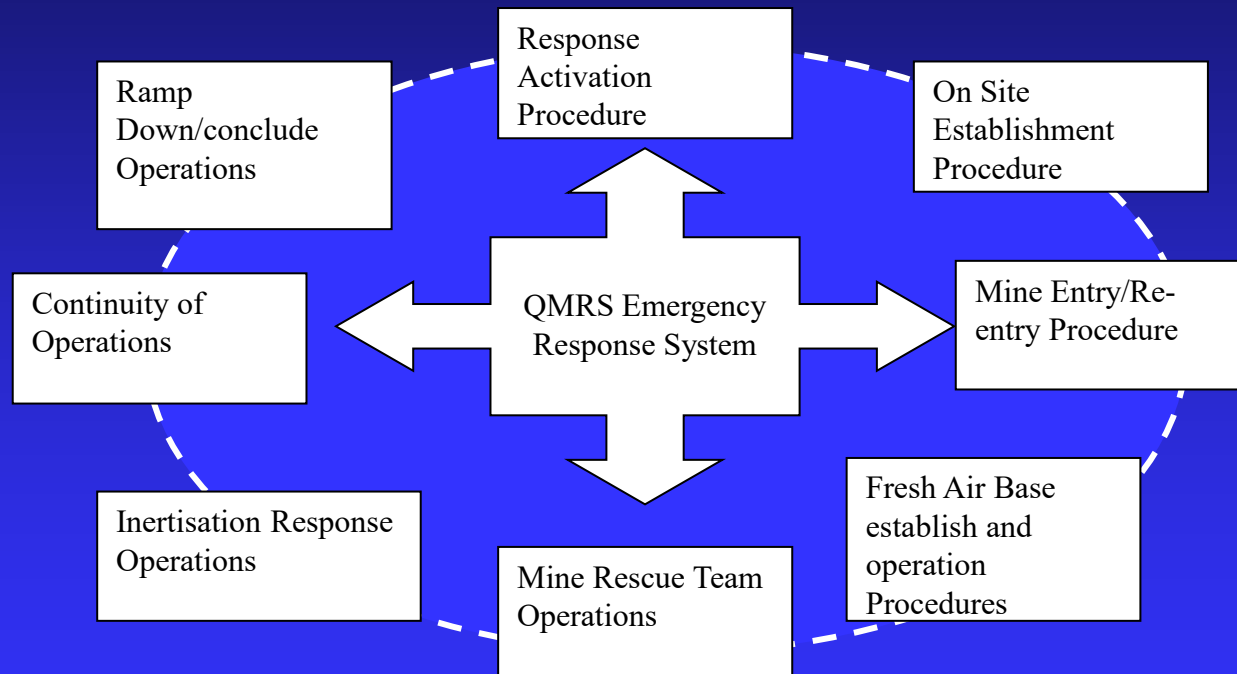 Response
Activation
Procedure
On Site
Establishment
Procedure
Mine Entry/Re-
entry Procedure
Fresh Air Base
establish and
operation
Procedures
Mine Rescue Team
Operations
Inertisation Response
Operations
Continuity of
Operations
Ramp
Down/conclude
Operations
QMRS Emergency
Response System